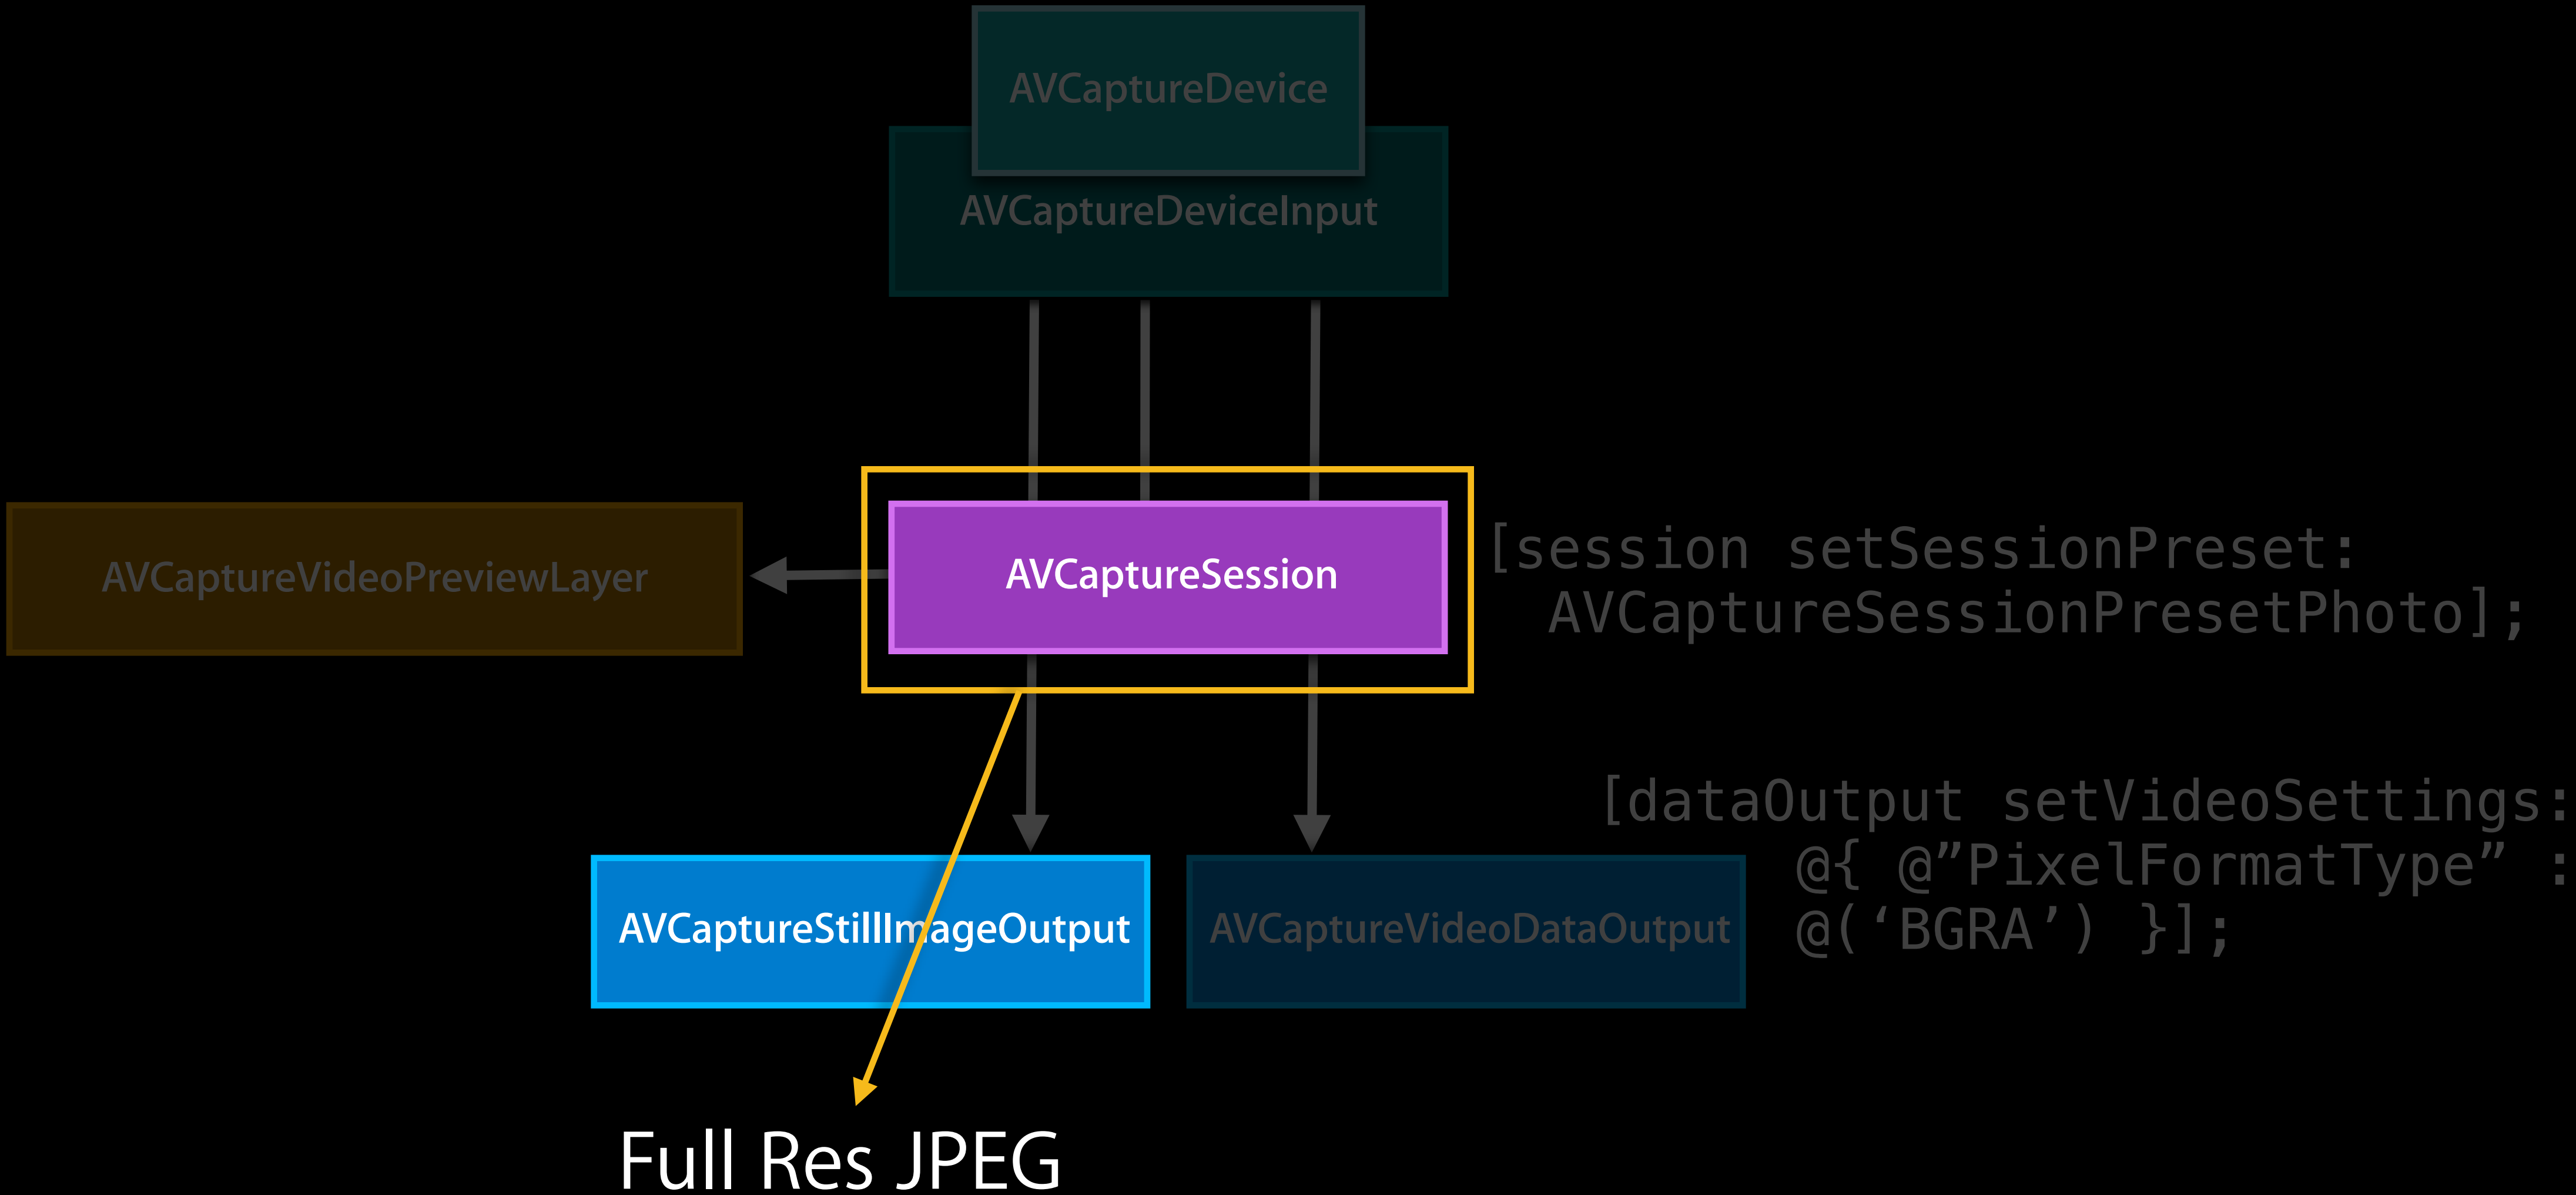 AVCaptureDevice
AVCaptureDeviceInput
AVCaptureVideoPreviewLayer
AVCaptureSession
[session setSessionPreset:
AVCaptureSessionPresetPhoto];
[dataOutput setVideoSettings:
@{ @”PixelFormatType” :
@(‘BGRA’) }];
AVCaptureStillImageOutput
AVCaptureVideoDataOutput
Full Res JPEG